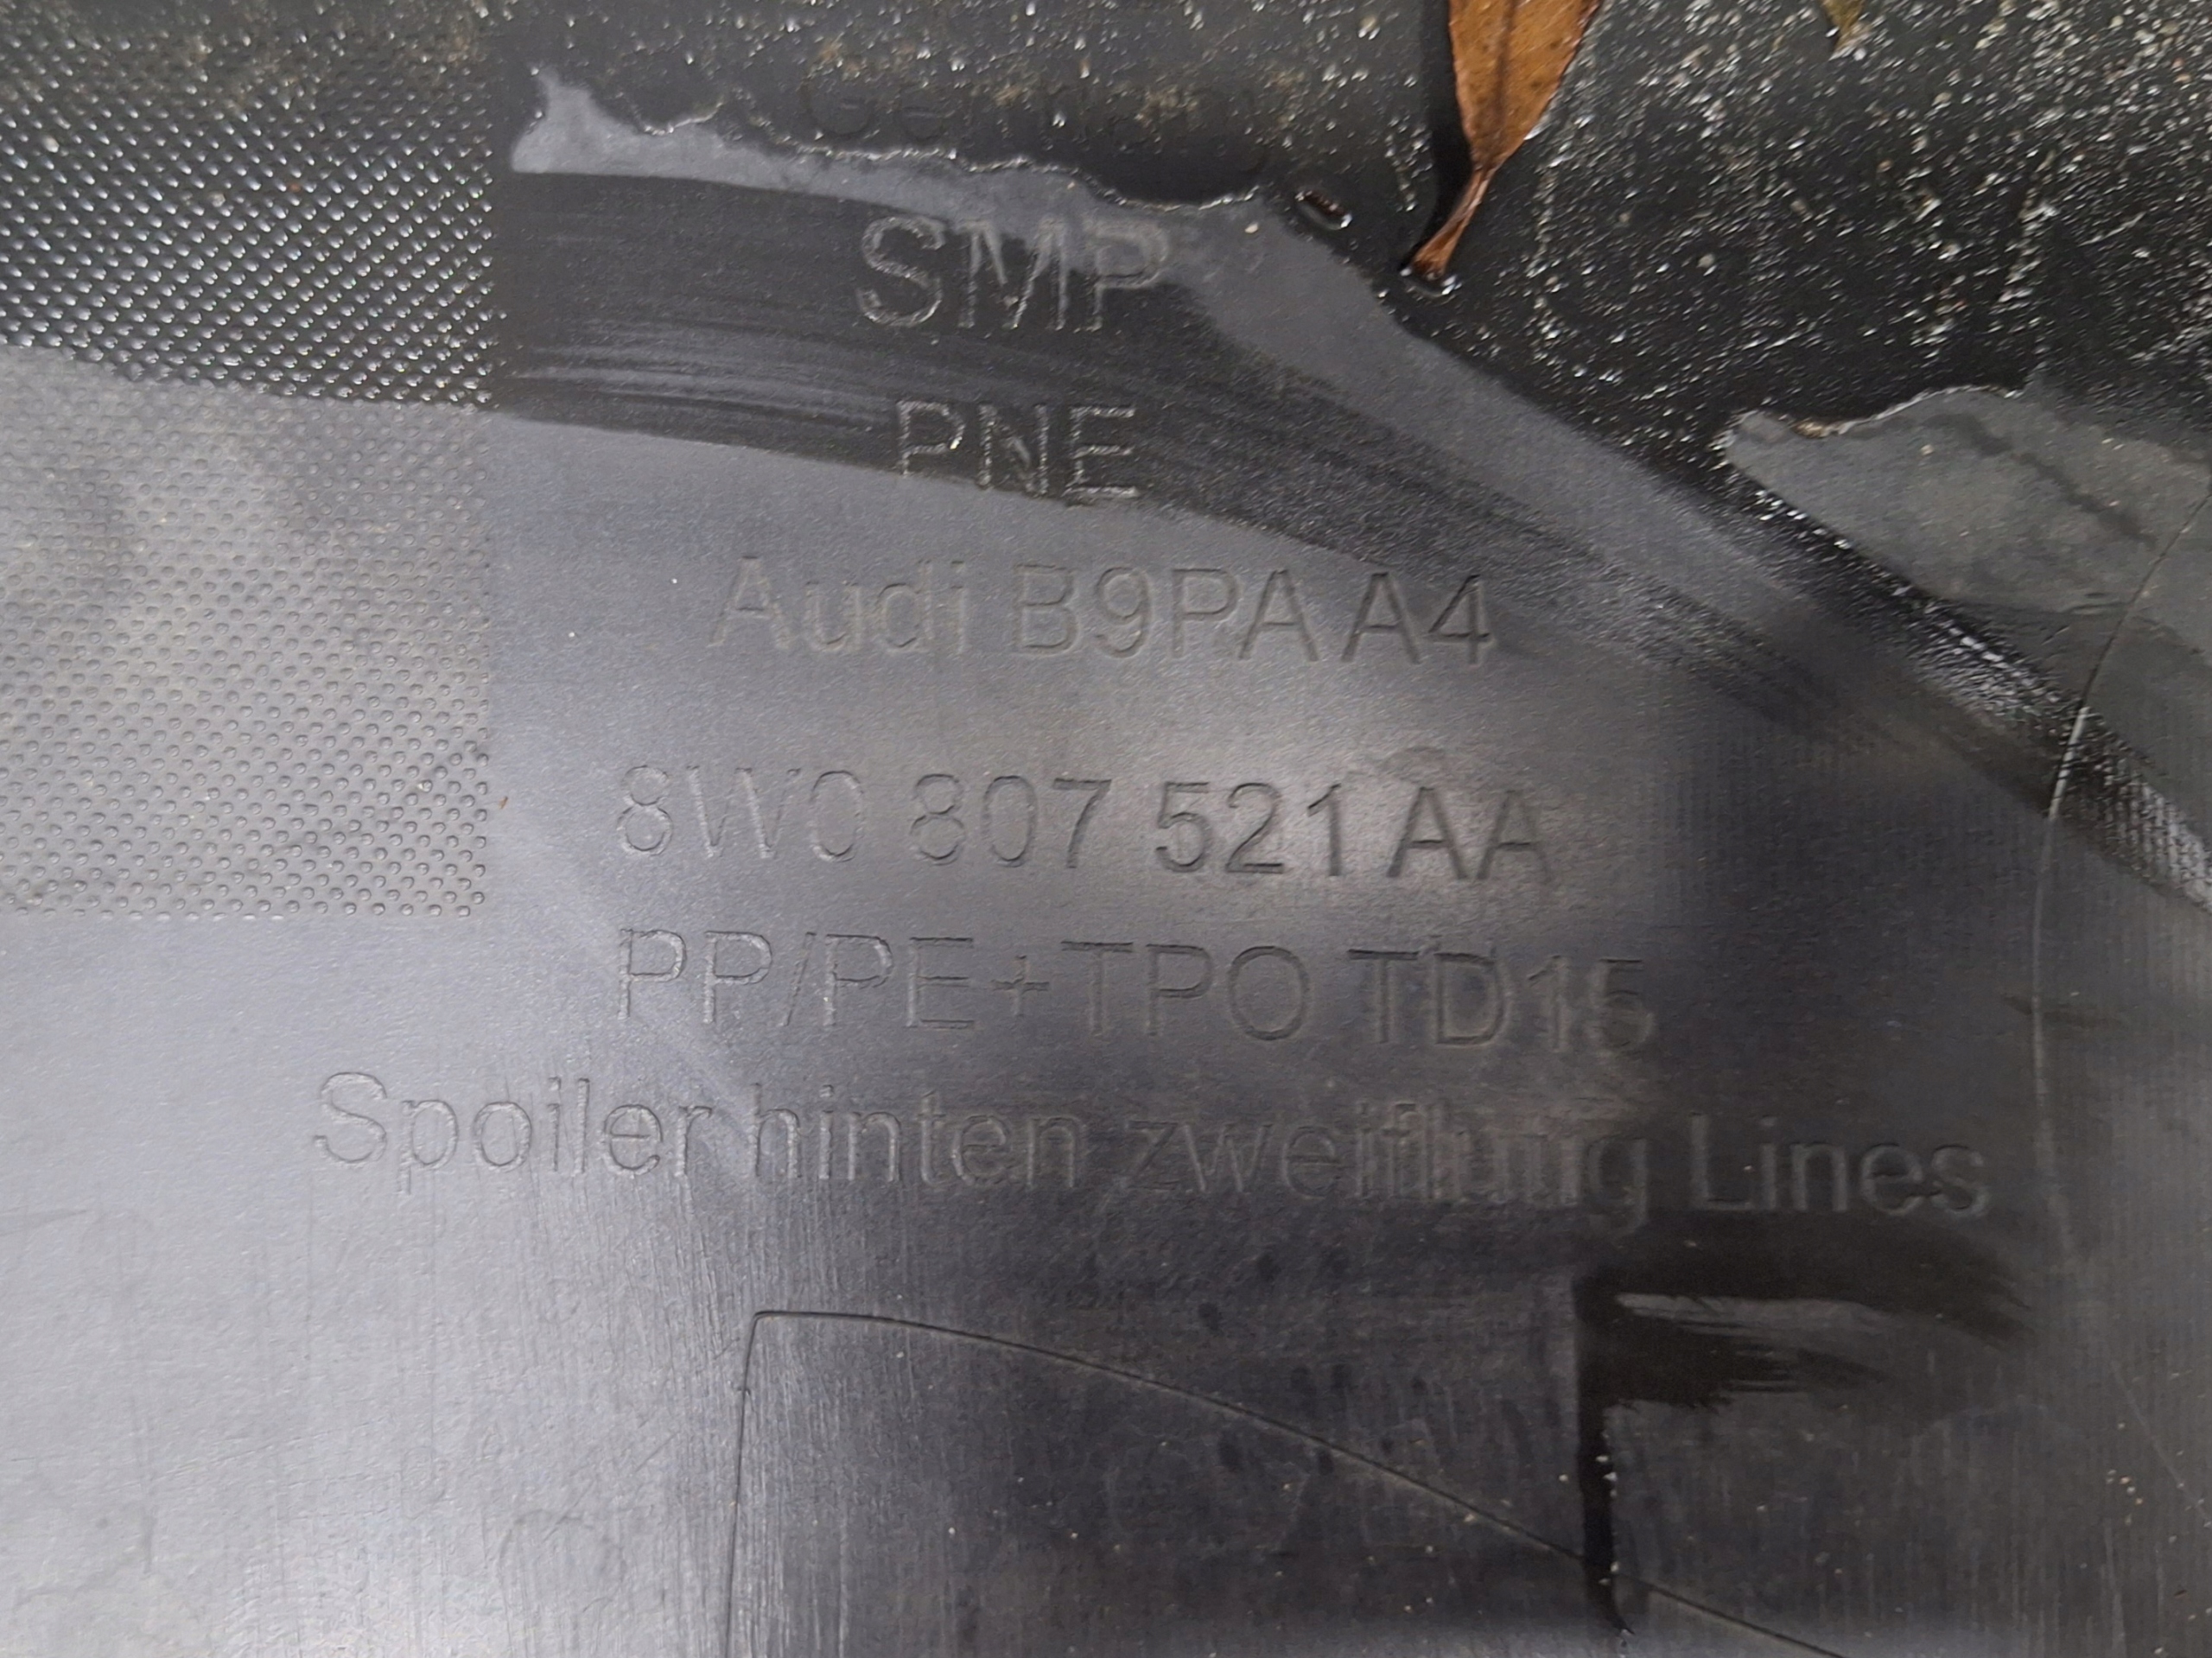 SMP
PNE
Audi B9PA A4
8W0 807 521 AA
PP/PE+TPO TD15
Spoiler hinten zweiflutig Lines